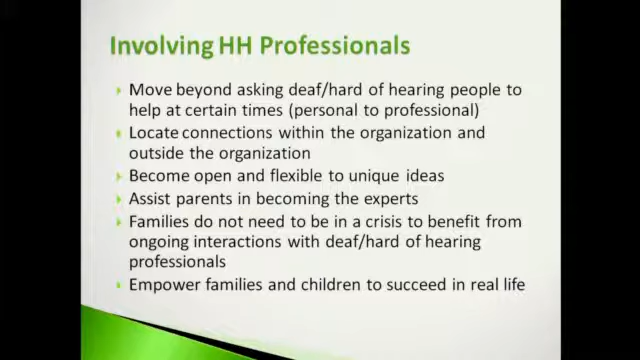 Involving HH Professionals
Move beyond asking deaf/hard of hearing people to
help at certain times (personal to professional)
Locate connections within the organization and
outside the organization
Become open and flexible to unique ideas
Assist parents in becoming the experts
Families do not need to be in a crisis to benefit from
ongoing interactions with deaf/hard of hearing
professionals
Empower families and children to succeed in real life